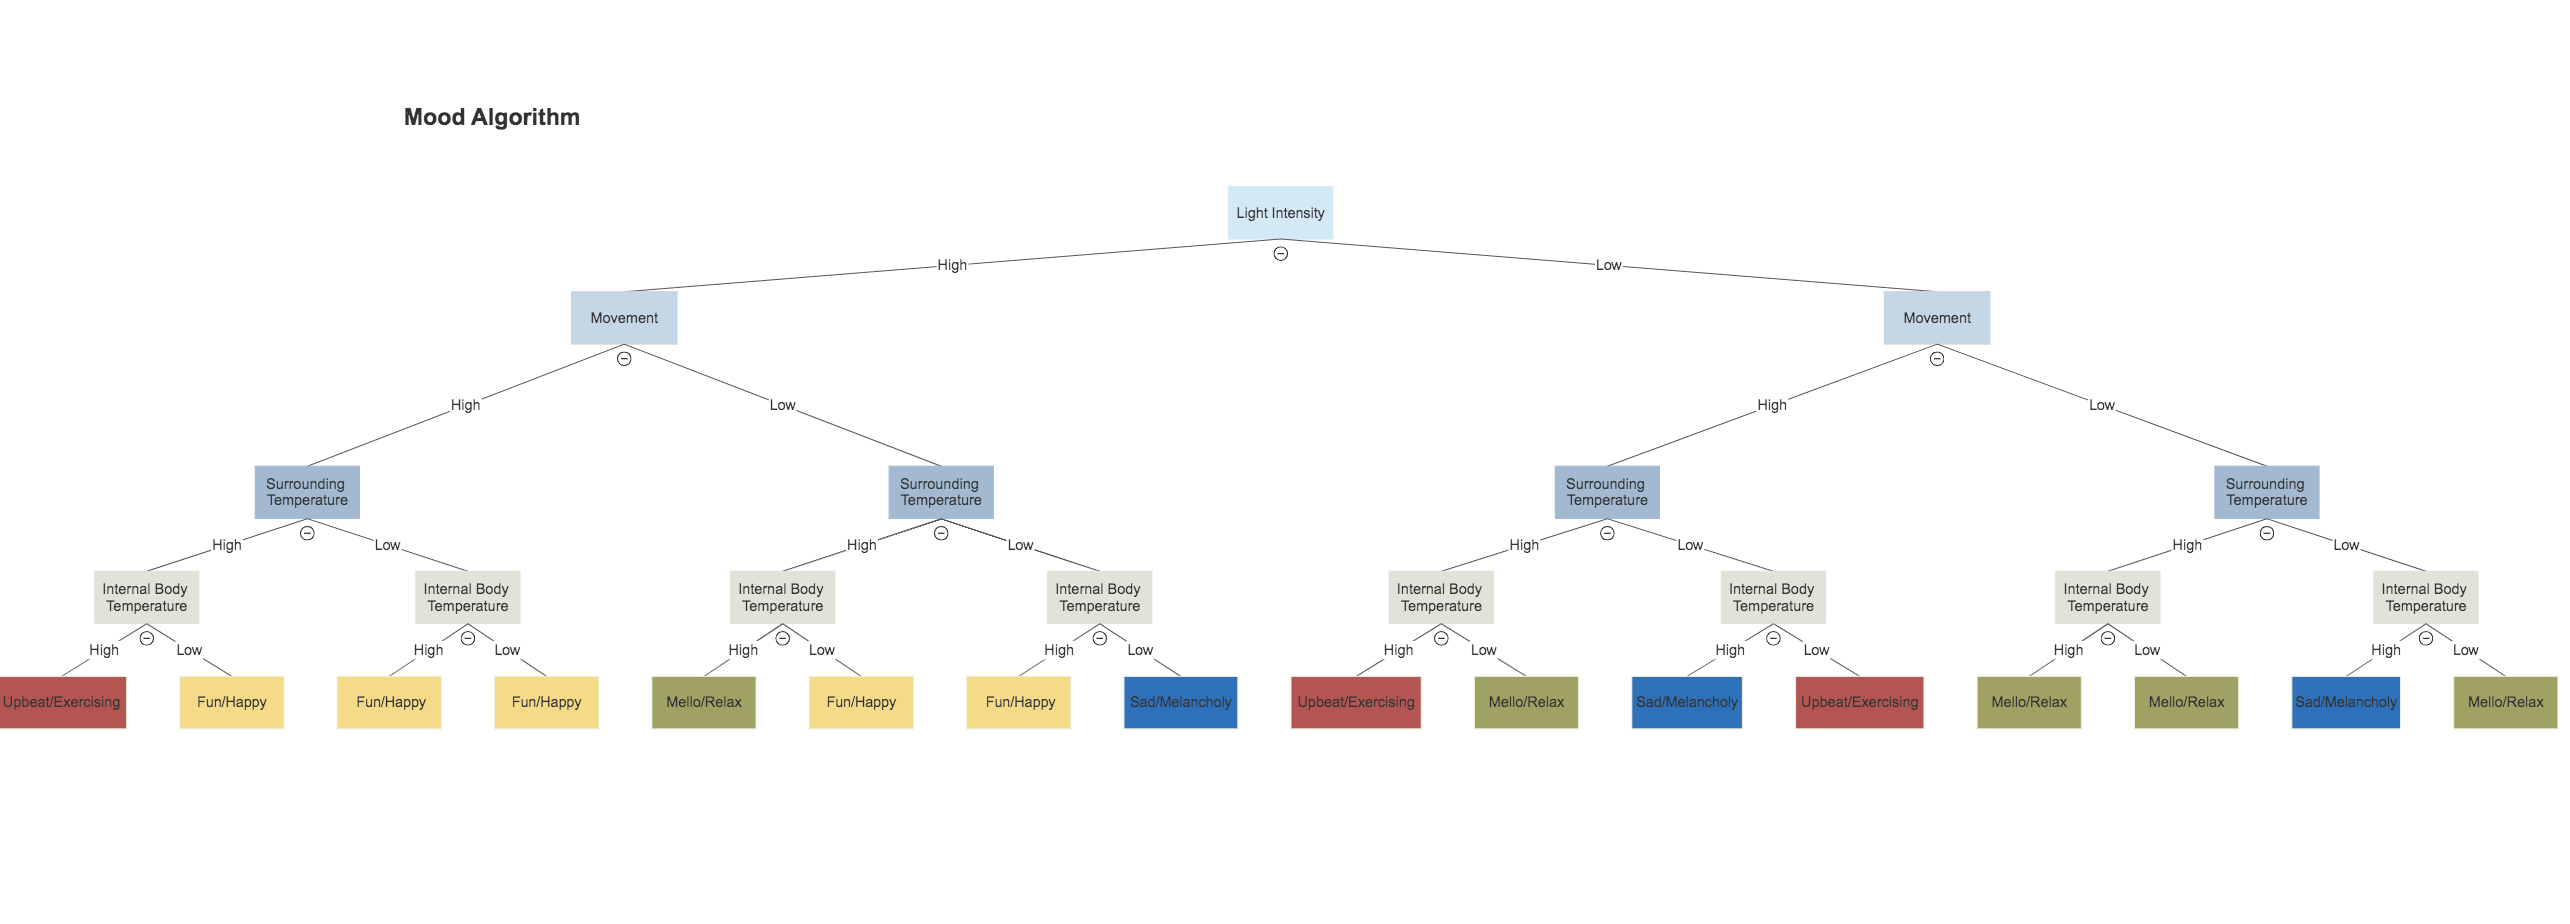 Mood Algorithm
Light Intensity
High
Low
Movement
Movement
High
Low
High
Low
Surrounding
Temperature
Surrounding
Temperature
Surrounding
Temperature
Surrounding
Temperature
High
Low
High
Low
High
Low
High
Low
Internal Body
Temperature
Internal Body
Temperature
Internal Body
Temperature
Internal Body
Temperature
Internal Body
Temperature
Internal Body
Temperature
Internal Body
Temperature
Internal Body
Temperature
High
Low
High
Low
High
Low
High
Low
High
Low
High
Low
High
Low
High
Low
Upbeat/Exercising
Fun/Happy
Fun/Happy
Fun/Happy
Mello/Relax
Fun/Happy
Fun/Happy
Sad/Melancholy
Upbeat/Exercising
Mello/Relax
Sad/Melancholy
Upbeat/Exercising
Mello/Relax
Mello/Relax
Sad/Melancholy
Mello/Relax